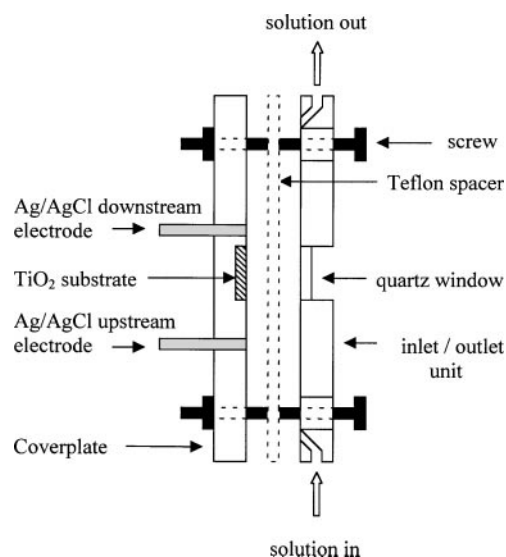 solution out
screw
Teflon spacer
Ag/AgCl downstream
electrode
TiO₂ substrate
quartz window
Ag/AgCl upstream
electrode
inlet / outlet
unit
Coverplate
solution in